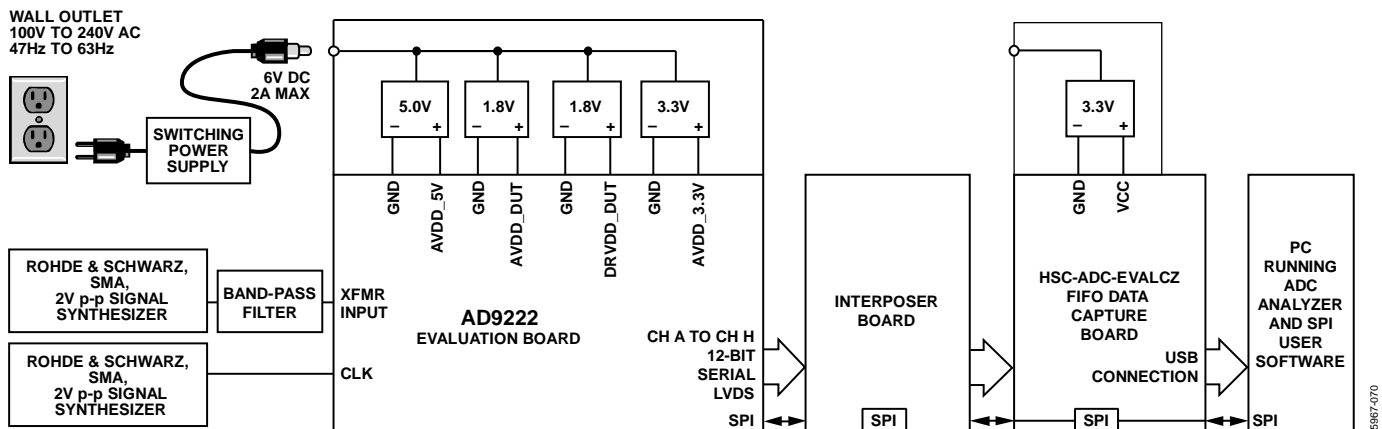 WALL OUTLET
100V TO 240V AC
47Hz TO 63Hz
6V DC
2A MAX
SWITCHING
POWER
SUPPLY
5.0V
– +
1.8V
– +
1.8V
– +
3.3V
– +
3.3V
– +
GND
AVDD_5V
GND
AVDD_DUT
GND
DRVDD_DUT
GND
AVDD_3.3V
GND
VCC
ROHDE & SCHWARZ,
SMA,
2V p-p SIGNAL
SYNTHESIZER
BAND-PASS
FILTER
XFMR
INPUT
AD9222
EVALUATION BOARD
ROHDE & SCHWARZ,
SMA,
2V p-p SIGNAL
SYNTHESIZER
CLK
CH A TO CH H
12-BIT
SERIAL
LVDS
SPI
INTERPOSER
BOARD
SPI
HSC-ADC-EVALCZ
FIFO DATA
CAPTURE
BOARD
USB
CONNECTION
SPI
PC
RUNNING
ADC
ANALYZER
AND SPI
USER
SOFTWARE
SPI
5967-070